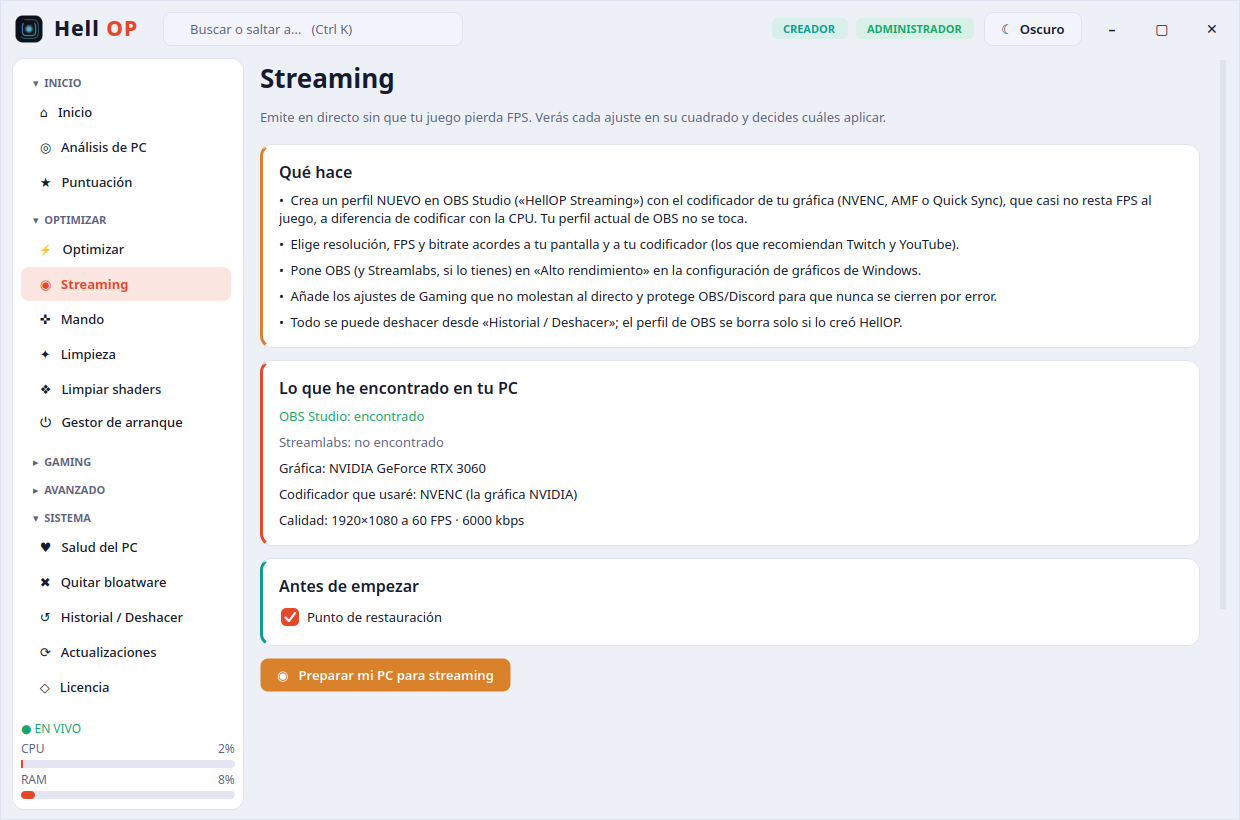 Hell OP
Buscar o saltar a... (Ctrl K)
CREADOR
ADMINISTRADOR
☾ Oscuro
▾ INICIO
⌂ Inicio
◎ Análisis de PC
★ Puntuación
▾ OPTIMIZAR
⚡ Optimizar
◉ Streaming
✜ Mando
✦ Limpieza
❖ Limpiar shaders
⏻ Gestor de arranque
▸ GAMING
▸ AVANZADO
▾ SISTEMA
♥ Salud del PC
✖ Quitar bloatware
↺ Historial / Deshacer
⟳ Actualizaciones
◇ Licencia
● EN VIVO
CPU 2%
RAM 8%
Streaming
Emite en directo sin que tu juego pierda FPS. Verás cada ajuste en su cuadrado y decides cuáles aplicar.
Qué hace
• Crea un perfil NUEVO en OBS Studio («HellOP Streaming») con el codificador de tu gráfica (NVENC, AMF o Quick Sync), que casi no resta FPS al
juego, a diferencia de codificar con la CPU. Tu perfil actual de OBS no se toca.
• Elige resolución, FPS y bitrate acordes a tu pantalla y a tu codificador (los que recomiendan Twitch y YouTube).
• Pone OBS (y Streamlabs, si lo tienes) en «Alto rendimiento» en la configuración de gráficos de Windows.
• Añade los ajustes de Gaming que no molestan al directo y protege OBS/Discord para que nunca se cierren por error.
• Todo se puede deshacer desde «Historial / Deshacer»; el perfil de OBS se borra solo si lo creó HellOP.
Lo que he encontrado en tu PC
OBS Studio: encontrado
Streamlabs: no encontrado
Gráfica: NVIDIA GeForce RTX 3060
Codificador que usaré: NVENC (la gráfica NVIDIA)
Calidad: 1920×1080 a 60 FPS · 6000 kbps
Antes de empezar
Punto de restauración
◉ Preparar mi PC para streaming